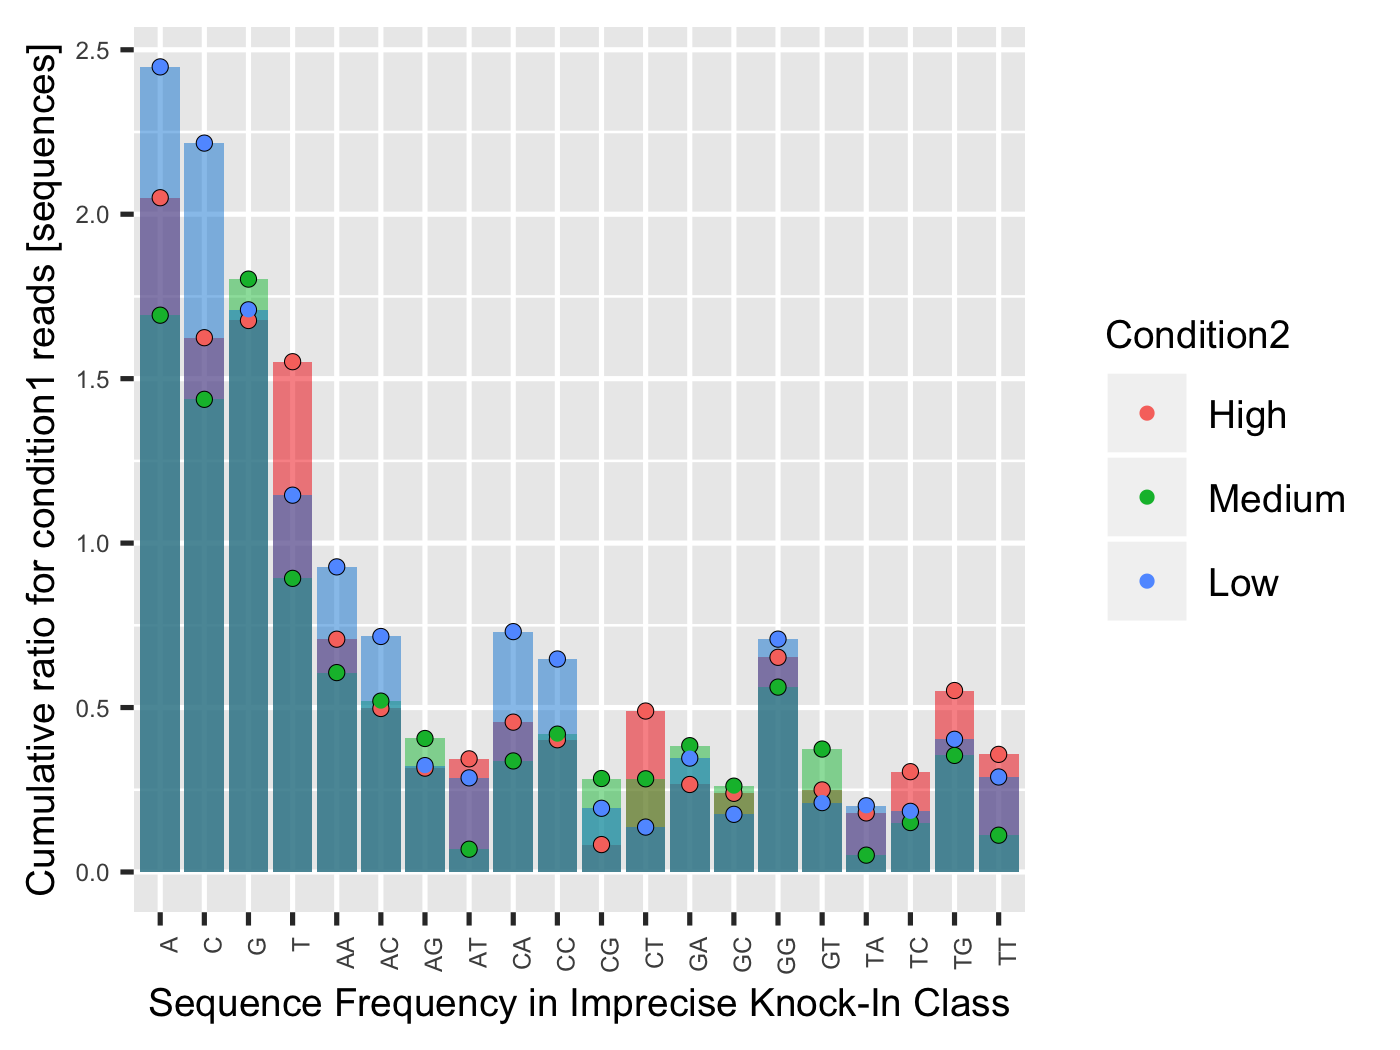 Cumulative ratio for condition1 reads [sequences]
2.5
2.0
1.5
1.0
0.5
0.0
A C G T AA AC AG AT CA CC CG CT GA GC GG GT TA TC TG TT
Sequence Frequency in Imprecise Knock-In Class
Condition2
High
Medium
Low